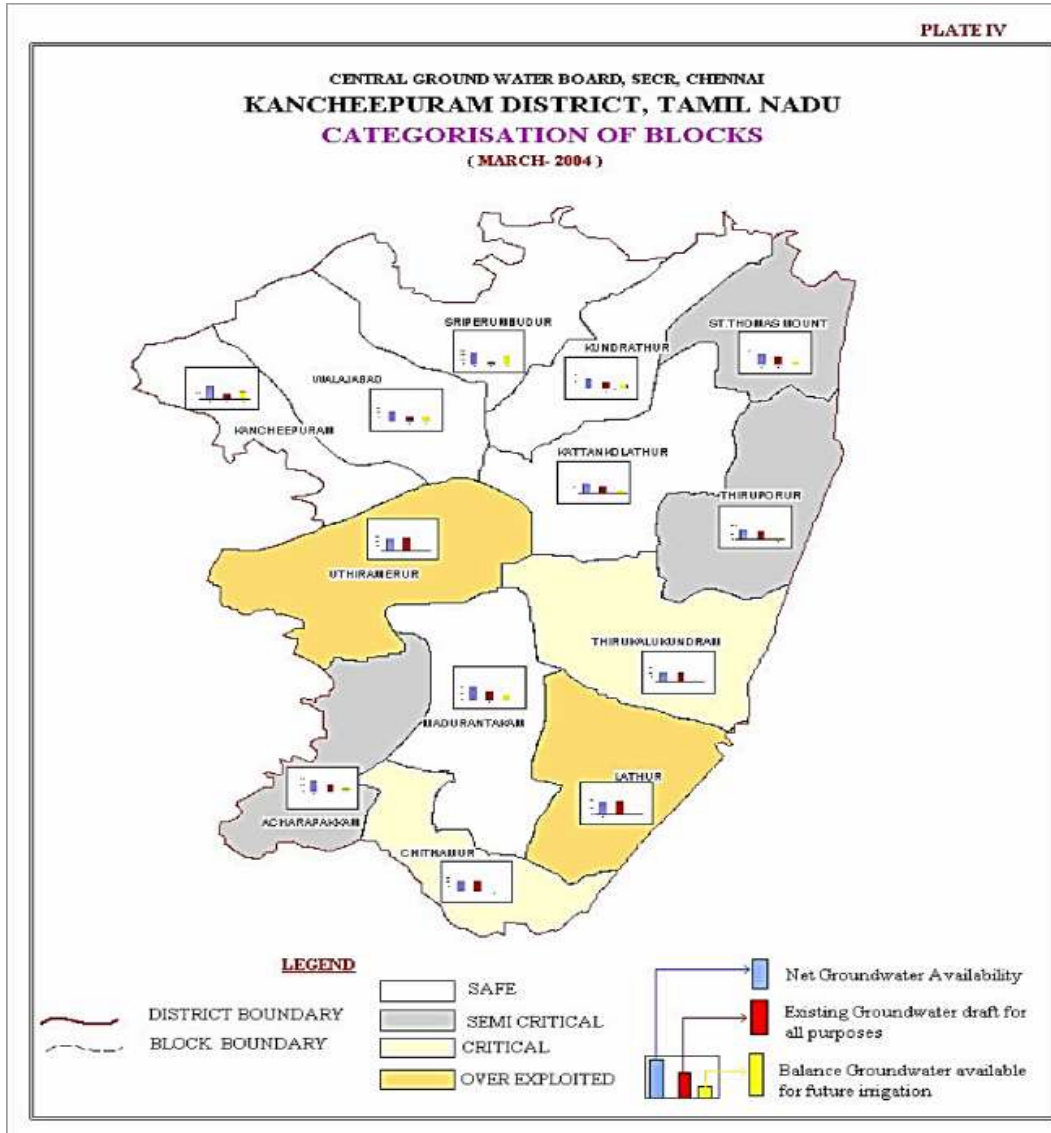 PLATE IV
CENTRAL GROUND WATER BOARD, SECR, CHENNAI
KANCHEEPURAM DISTRICT, TAMIL NADU
CATEGORISATION OF BLOCKS
( MARCH- 2004 )
SRIPERUMBUDUR
ST.THOMAS MOUNT
KUNDRATHUR
WALAJABAD
KANCHEEPURAM
KATTANKOLATHUR
THIRUPORUR
UTHIRAMERUR
THIRUKALUKUNDRAM
MADURANTAKAM
LATHUR
ACHARAPAKKAM
CHITHAMUR
LEGEND
DISTRICT BOUNDARY
BLOCK BOUNDARY
SAFE
SEMI CRITICAL
CRITICAL
OVER EXPLOITED
Net Groundwater Availability
Existing Groundwater draft for
all purposes
Balance Groundwater available
for future irrigation